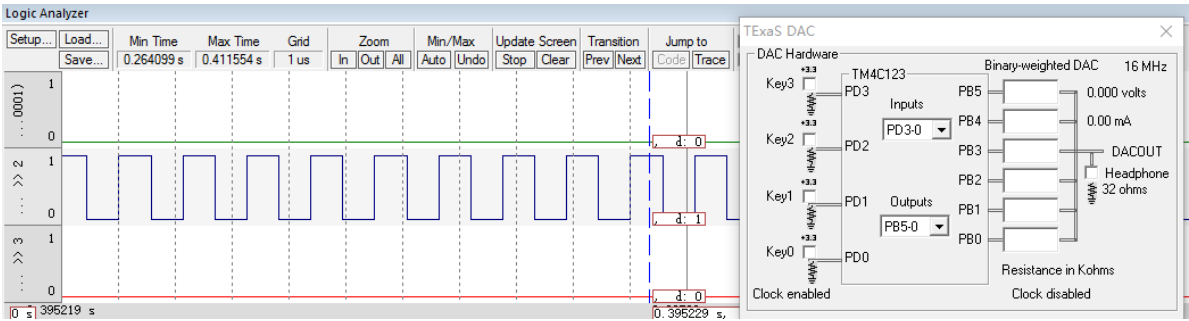 Logic Analyzer
Setup... Load... Min Time Max Time Grid Zoom Min/Max Update Screen Transition Jump to
Save... 0.264099 s 0.411554 s 1 us In Out All Auto Undo Stop Clear Prev Next Code Trace
...0001) 1
0
, d: 0
...>> 2 1
0
, d: 1
...>> 3 1
0
, d: 0
0 s 395219 s 0.395229 s,
TExaS DAC
DAC Hardware
Binary-weighted DAC 16 MHz
+3.3
Key3
TM4C123
PD3
Inputs
PD3-0
+3.3
Key2
PD2
+3.3
Key1
PD1
Outputs
PB5-0
+3.3
Key0
PD0
PB5
0.000 volts
PB4
0.00 mA
PB3
DACOUT
PB2
Headphone
32 ohms
PB1
PB0
Resistance in Kohms
Clock enabled
Clock disabled